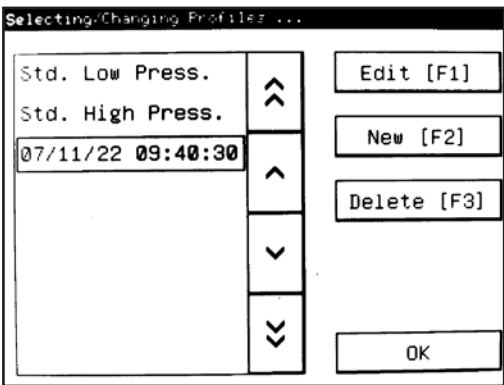 Selecting/Changing Profiles ...
Std. Low Press.
Std. High Press.
07/11/22 09:40:30
Edit [F1]
New [F2]
Delete [F3]
OK